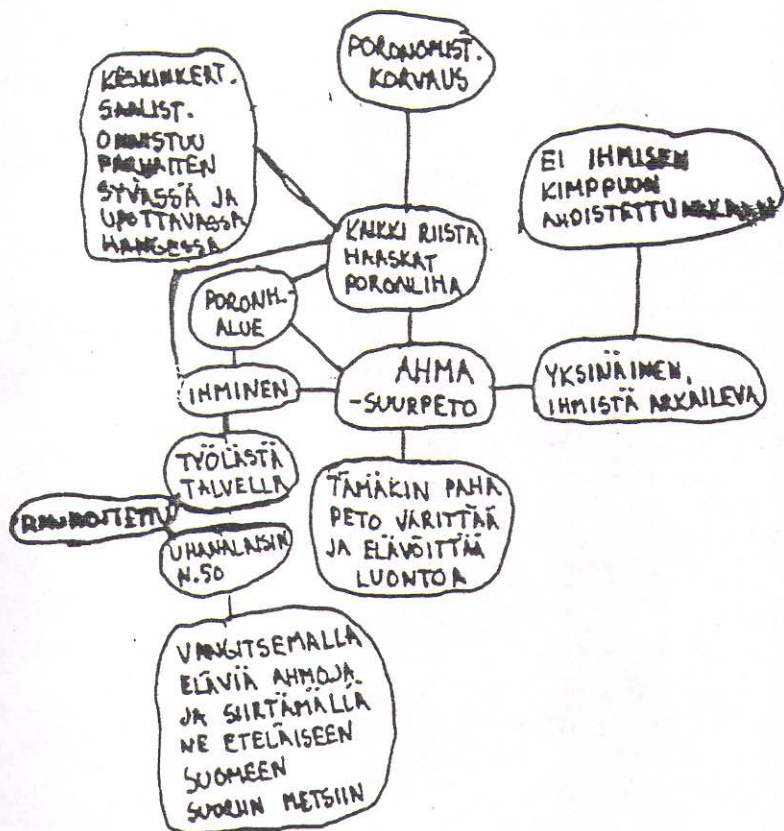 PORONOMIST.
KORVAUS
KESKINKERT.
SAALIST.
ONNISTUU
PARHAITEN
SYVÄSSÄ JA
UPOTTAVASSA
HANGESSA
EI IHMISEN
KIMPPUUN
AHDISTETTU
KAIKKI RIISTA
HAASKAT
PORONLIHA
PORONH.
ALUE
IHMINEN
AHMA
-SUURPETO
YKSINÄINEN,
IHMISTÄ ARKAILEVA
TYÖLÄSTÄ
TALVELLA
RAUHOITETTU
UHANALAISIN
N.50
TÄMÄKIN PAHA
PETO VÄRITTÄÄ
JA ELÄVÖITTÄÄ
LUONTOA
VANGITSEMALLA
ELÄVIÄ AHMOJA
JA SIIRTÄMÄLLÄ
NE ETELÄISEEN
SUOMEEN
SUORIIN METSIIN